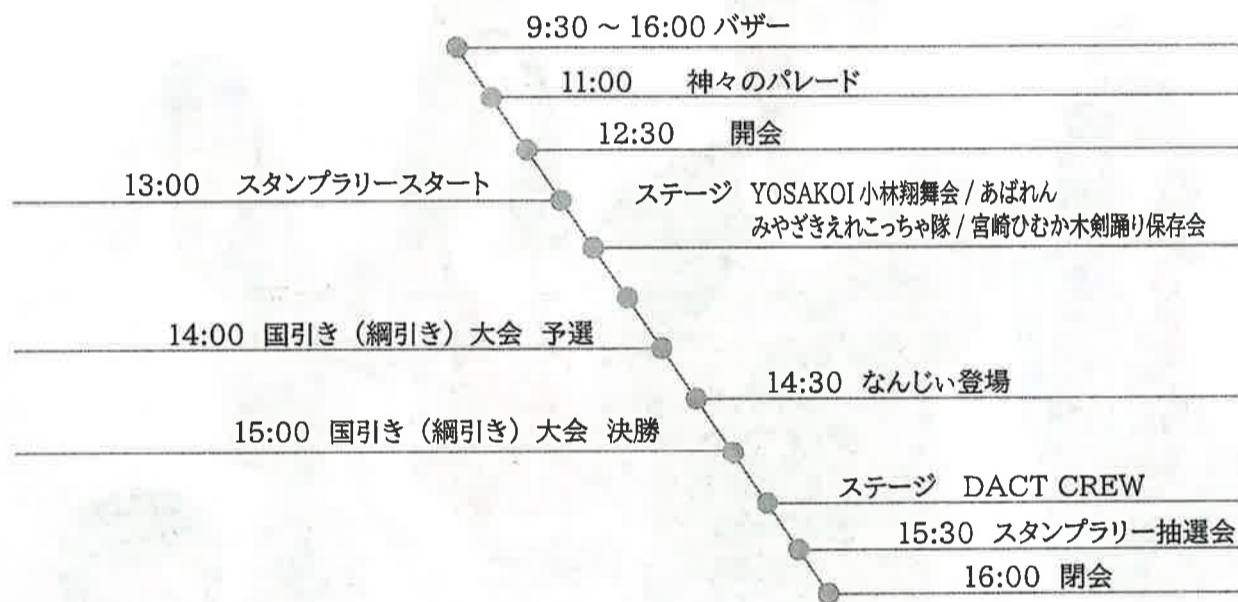 9:30 ～ 16:00 バザー
11:00 神々のパレード
12:30 開会
13:00 スタンプラリースタート
ステージ YOSAKOI 小林翔舞会 / あばれん
みやざきえれこっちゃ隊 / 宮崎ひむか木剣踊り保存会
14:00 国引き（綱引き）大会 予選
14:30 なんじぃ登場
15:00 国引き（綱引き）大会 決勝
ステージ DACT CREW
15:30 スタンプラリー抽選会
16:00 閉会